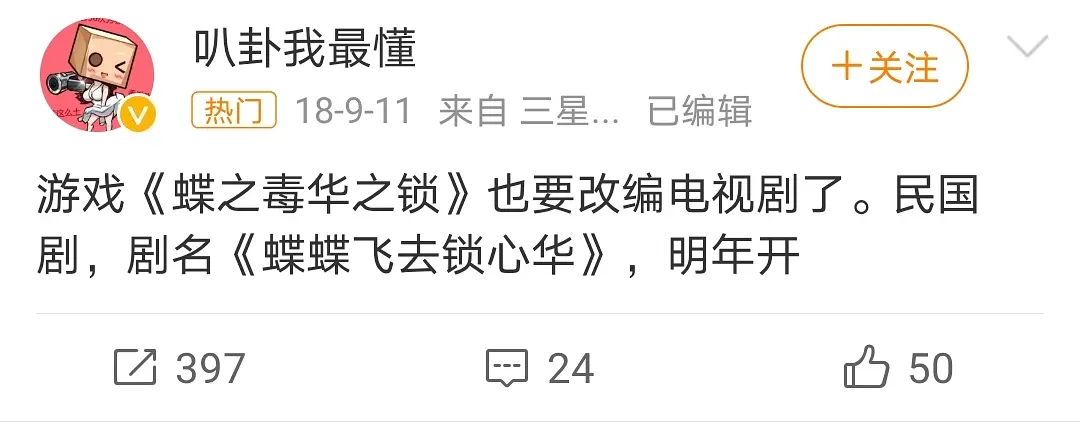 叭卦我最懂
+关注
热门 18-9-11 来自 三星... 已编辑
游戏《蝶之毒华之锁》也要改编电视剧了。民国
剧，剧名《蝶蝶飞去锁心华》，明年开
397 24 50